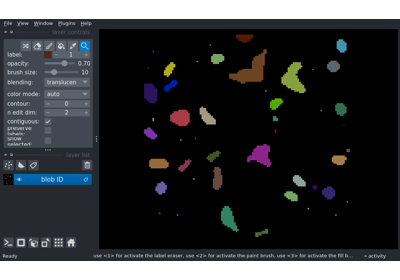 File View Window Plugins Help
layer controls
label: 1
opacity: 0.70
brush size: 10
blending: translucen
color mode: auto
contour: 0
n edit dim: 2
contiguous:
preserve
labels:
show
selected:
layer list
blob ID
Ready use <1> for activate the label eraser, use <2> for activate the paint brush, use <3> for activate the fill b... activity